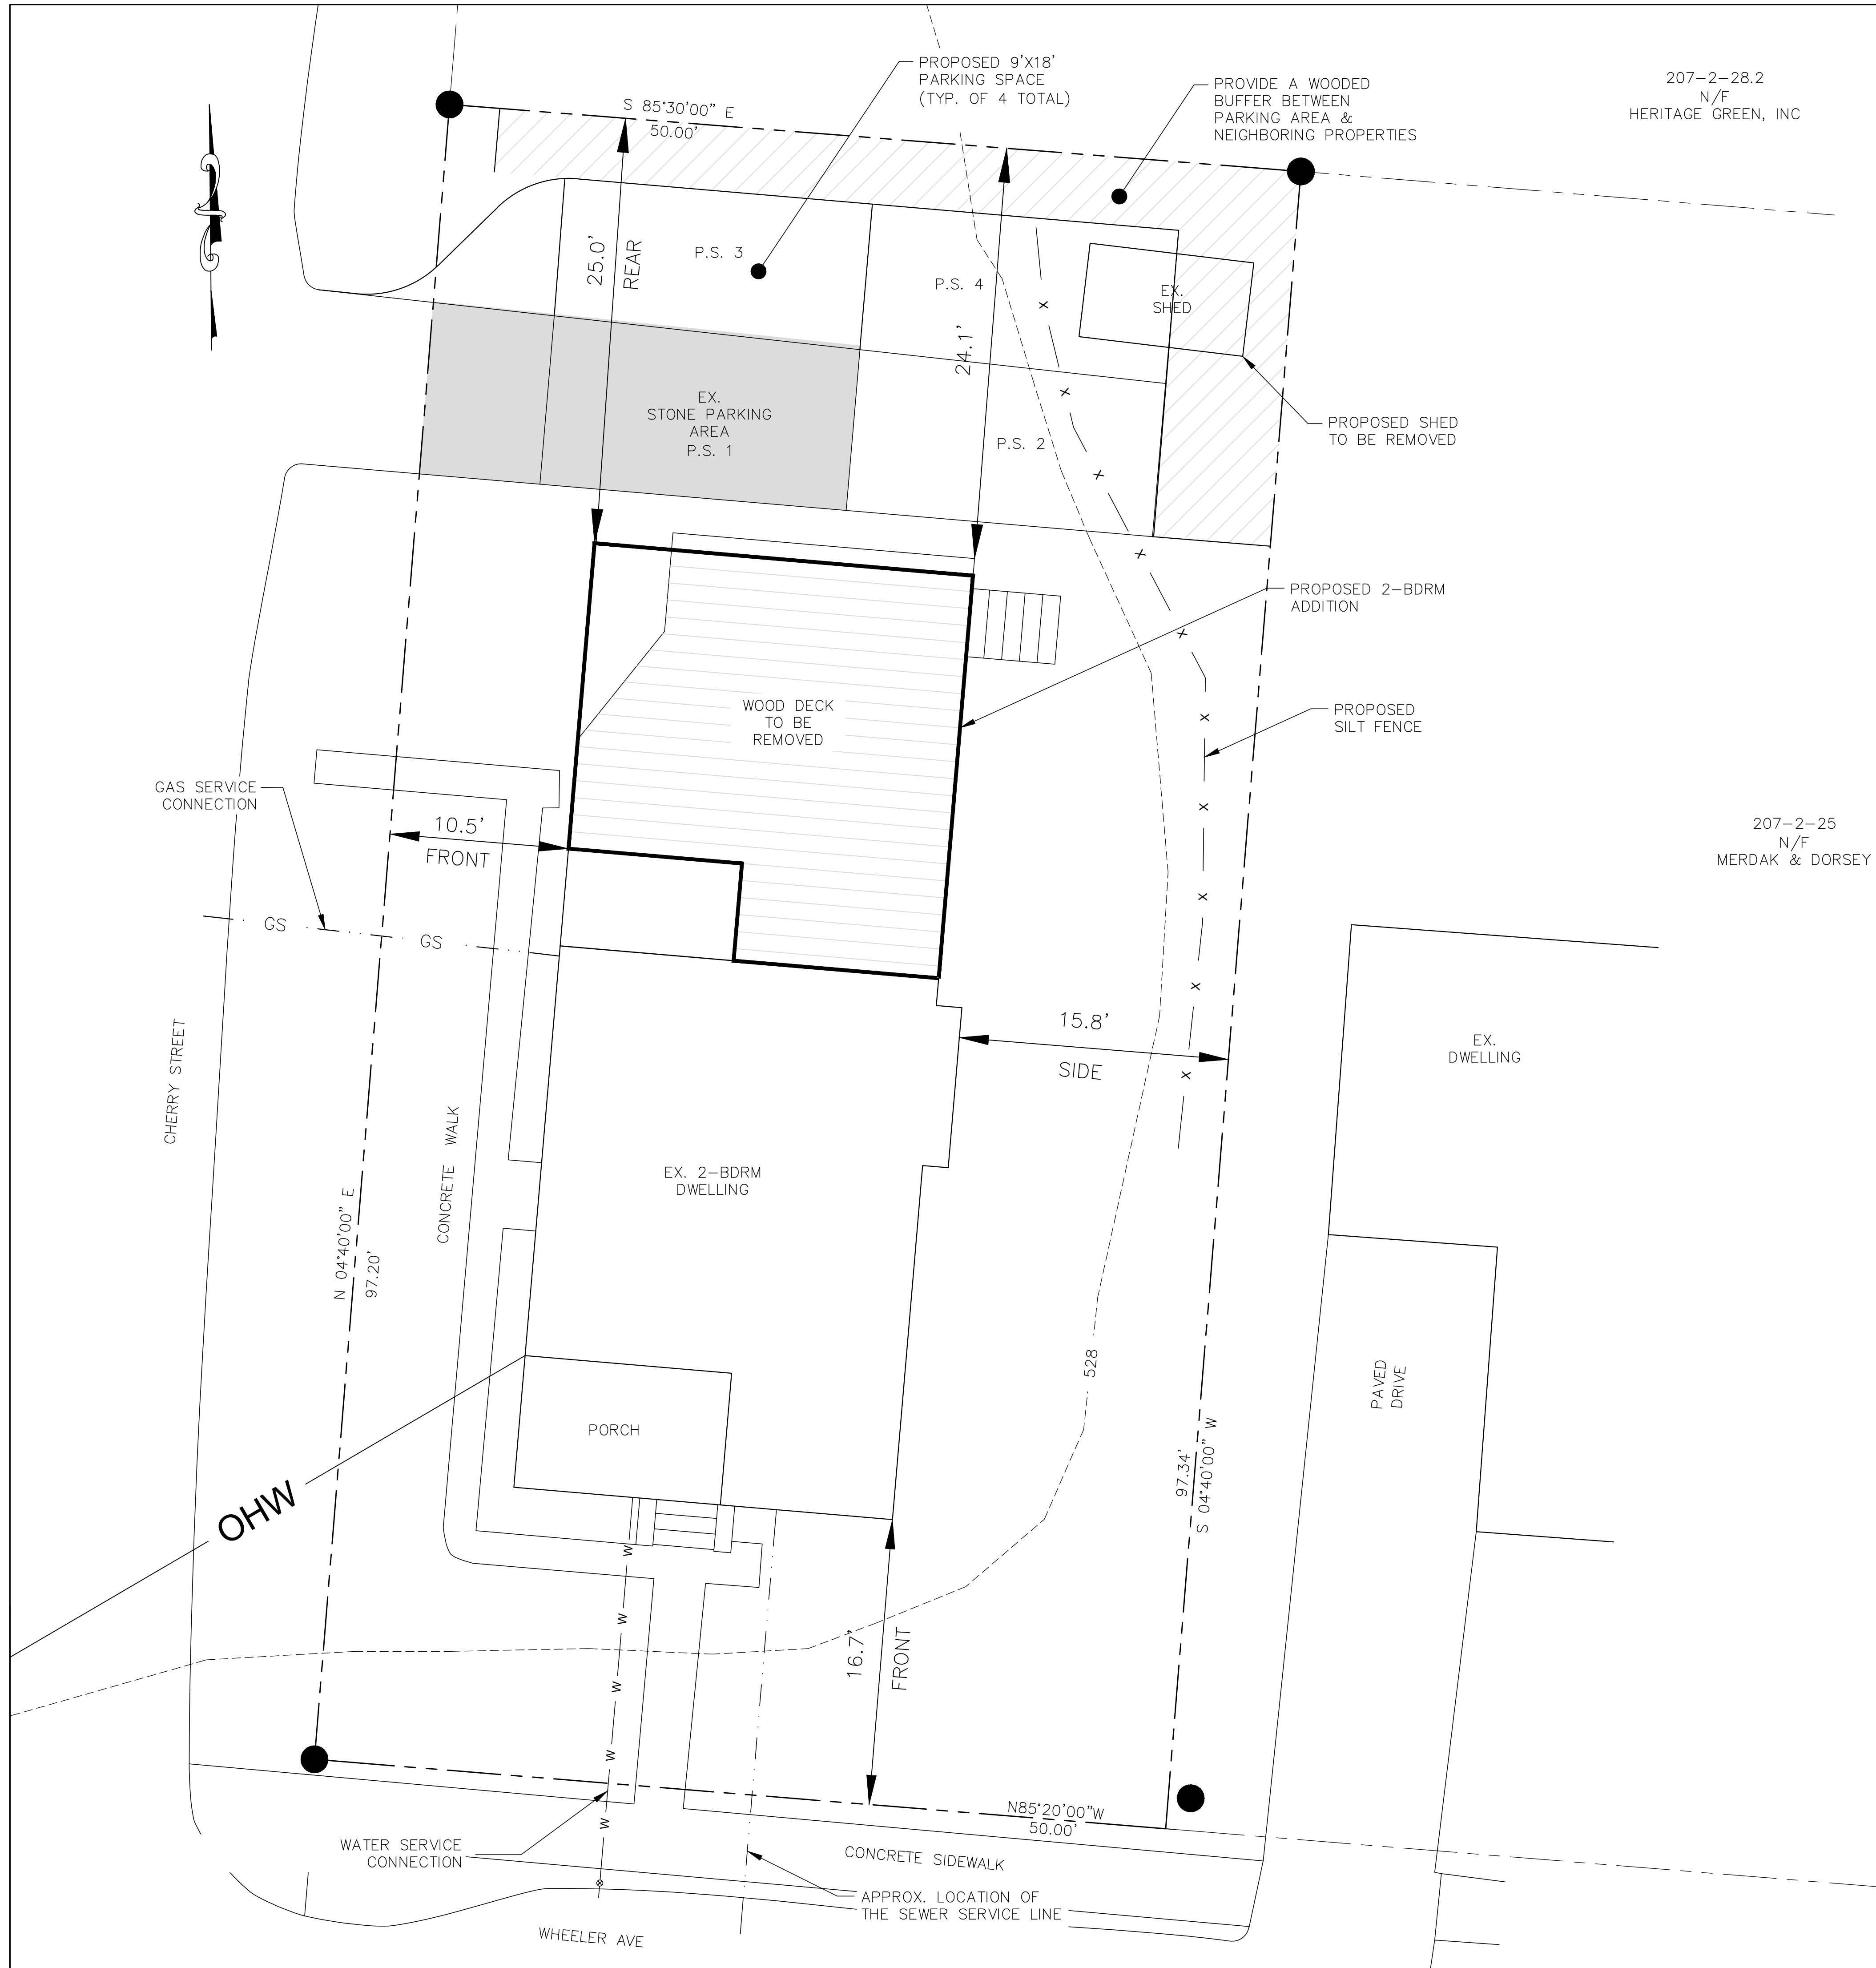 PROPOSED 9'X18'
PARKING SPACE
(TYP. OF 4 TOTAL)
PROVIDE A WOODED
BUFFER BETWEEN
PARKING AREA &
NEIGHBORING PROPERTIES
207-2-28.2
N/F
HERITAGE GREEN, INC
S 85°30'00" E
50.00'
25.0'
REAR
P.S. 3
P.S. 4
24.1'
EX.
SHED
X
X
X
X
X
EX.
STONE PARKING
AREA
P.S. 1
P.S. 2
PROPOSED SHED
TO BE REMOVED
PROPOSED 2-BDRM
ADDITION
WOOD DECK
TO BE
REMOVED
PROPOSED
SILT FENCE
X
X
X
X
X
GAS SERVICE
CONNECTION
10.5'
FRONT
207-2-25
N/F
MERDAK & DORSEY
GS
GS
15.8'
SIDE
EX.
DWELLING
CHERRY STREET
CONCRETE WALK
EX. 2-BDRM
DWELLING
N 04°40'00" E
97.20'
528
PAVED
DRIVE
PORCH
97.34'
S 04°40'00" W
OHW
W
W
W
W
W
16.7'
FRONT
N85°20'00"W
50.00'
WATER SERVICE
CONNECTION
CONCRETE SIDEWALK
APPROX. LOCATION OF
THE SEWER SERVICE LINE
WHEELER AVE